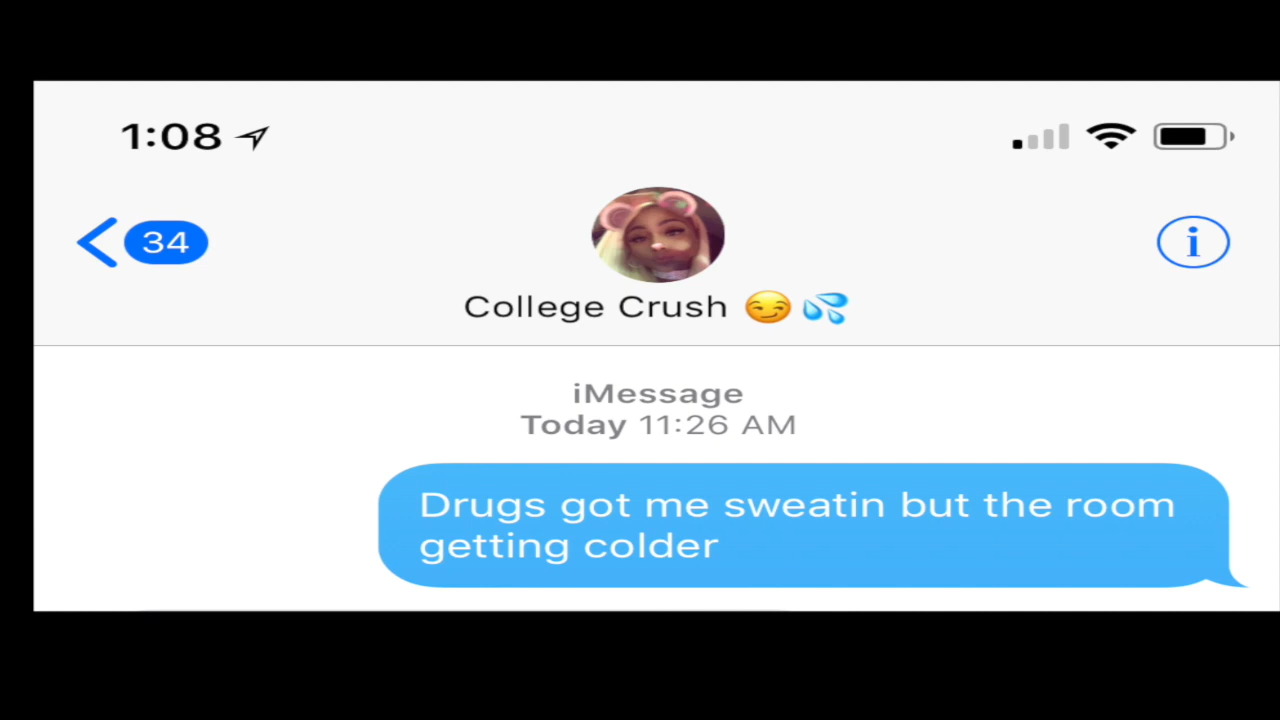 1:08
34
i
College Crush 😏💦
iMessage
Today 11:26 AM
Drugs got me sweatin but the room
getting colder